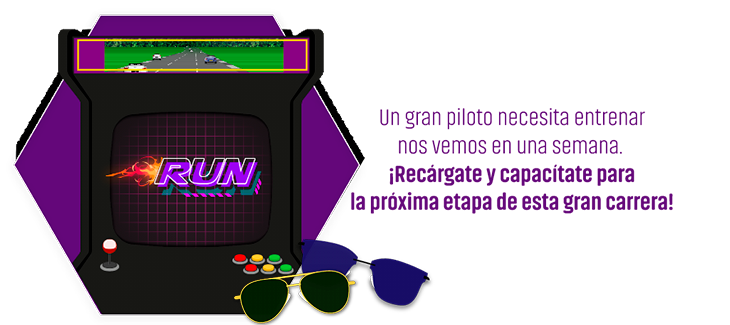 RUN
Un gran piloto necesita entrenar
nos vemos en una semana.
¡Recárgate y capacítate para
la próxima etapa de esta gran carrera!